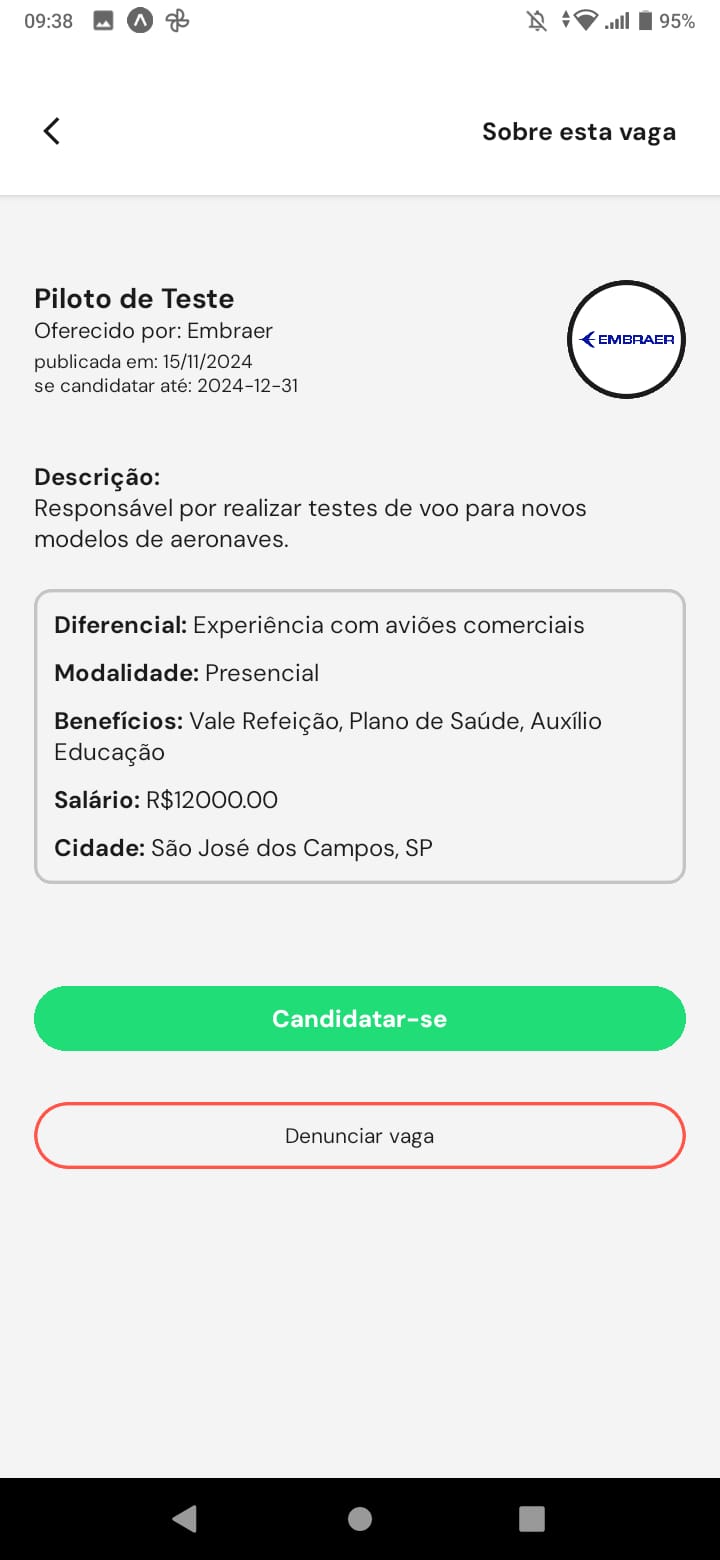 09:38
95%
Sobre esta vaga
Piloto de Teste
Oferecido por: Embraer
publicada em: 15/11/2024
se candidatar até: 2024-12-31
EMBRAER
Descrição:
Responsável por realizar testes de voo para novos
modelos de aeronaves.
Diferencial: Experiência com aviões comerciais
Modalidade: Presencial
Benefícios: Vale Refeição, Plano de Saúde, Auxílio
Educação
Salário: R$12000.00
Cidade: São José dos Campos, SP
Candidatar-se
Denunciar vaga